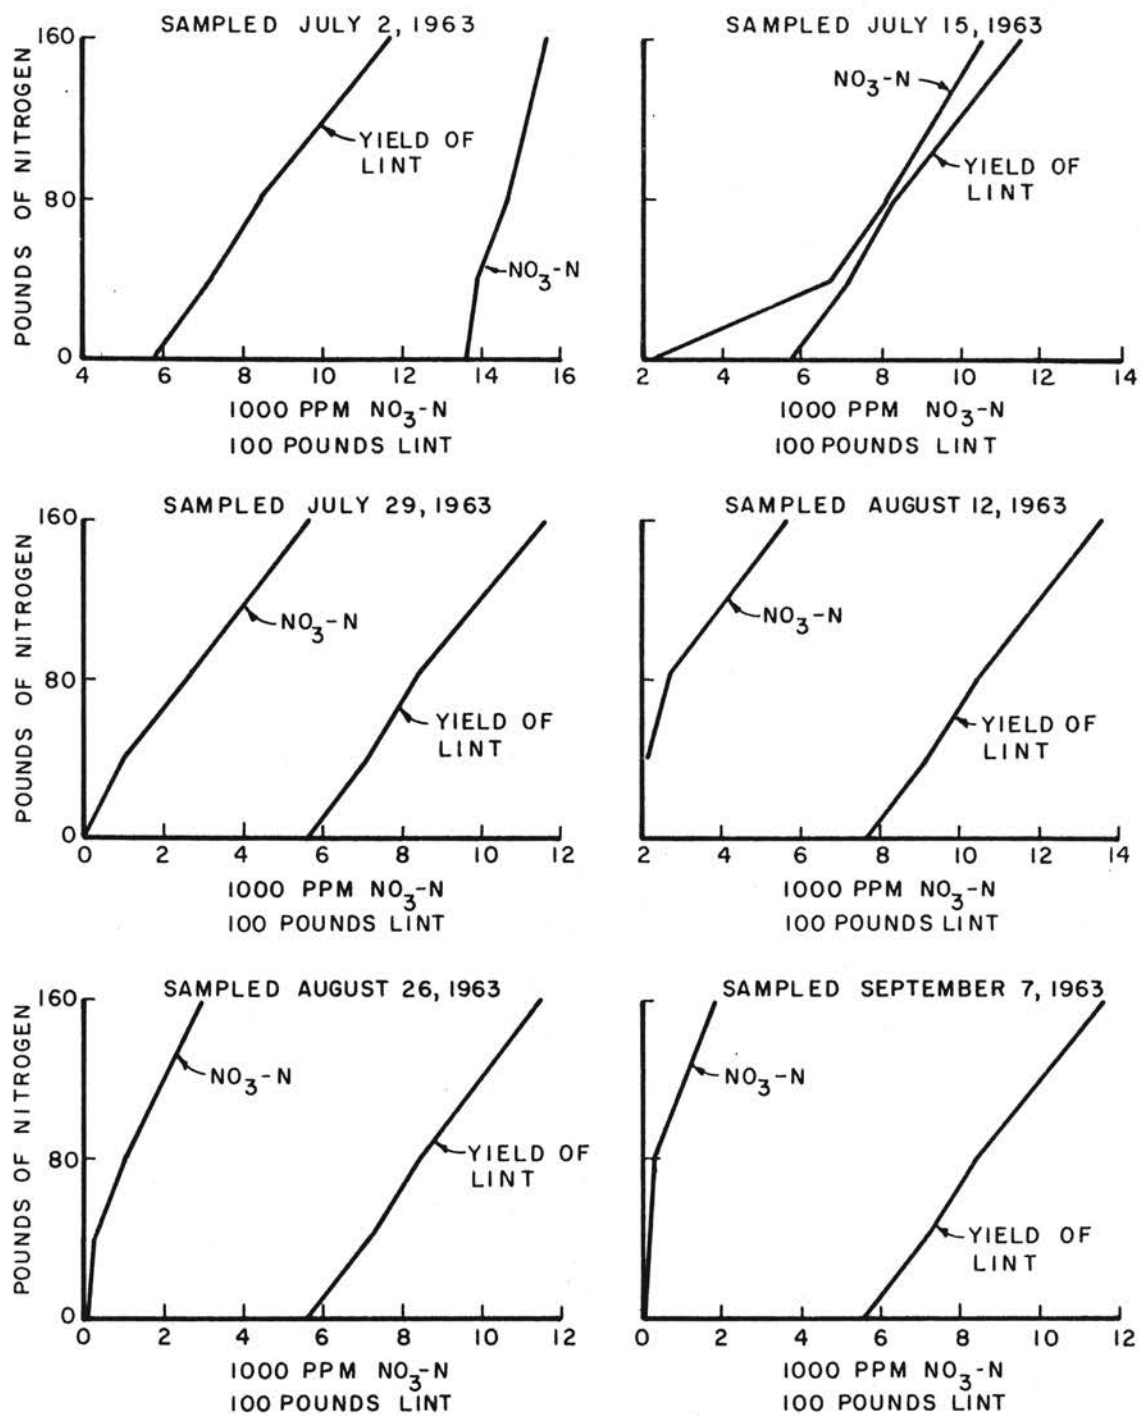 SAMPLED JULY 2, 1963
POUNDS OF NITROGEN
160
80
0
YIELD OF
LINT
NO3-N
4 6 8 10 12 14 16
1000 PPM NO3-N
100 POUNDS LINT
SAMPLED JULY 15, 1963
NO3-N
YIELD OF
LINT
2 4 6 8 10 12 14
1000 PPM NO3-N
100 POUNDS LINT
SAMPLED JULY 29, 1963
POUNDS OF NITROGEN
160
80
0
NO3-N
YIELD OF
LINT
0 2 4 6 8 10 12
1000 PPM NO3-N
100 POUNDS LINT
SAMPLED AUGUST 12, 1963
NO3-N
YIELD OF
LINT
2 4 6 8 10 12 14
1000 PPM NO3-N
100 POUNDS LINT
SAMPLED AUGUST 26, 1963
POUNDS OF NITROGEN
160
80
0
NO3-N
YIELD OF
LINT
0 2 4 6 8 10 12
1000 PPM NO3-N
100 POUNDS LINT
SAMPLED SEPTEMBER 7, 1963
NO3-N
YIELD OF
LINT
0 2 4 6 8 10 12
1000 PPM NO3-N
100 POUNDS LINT